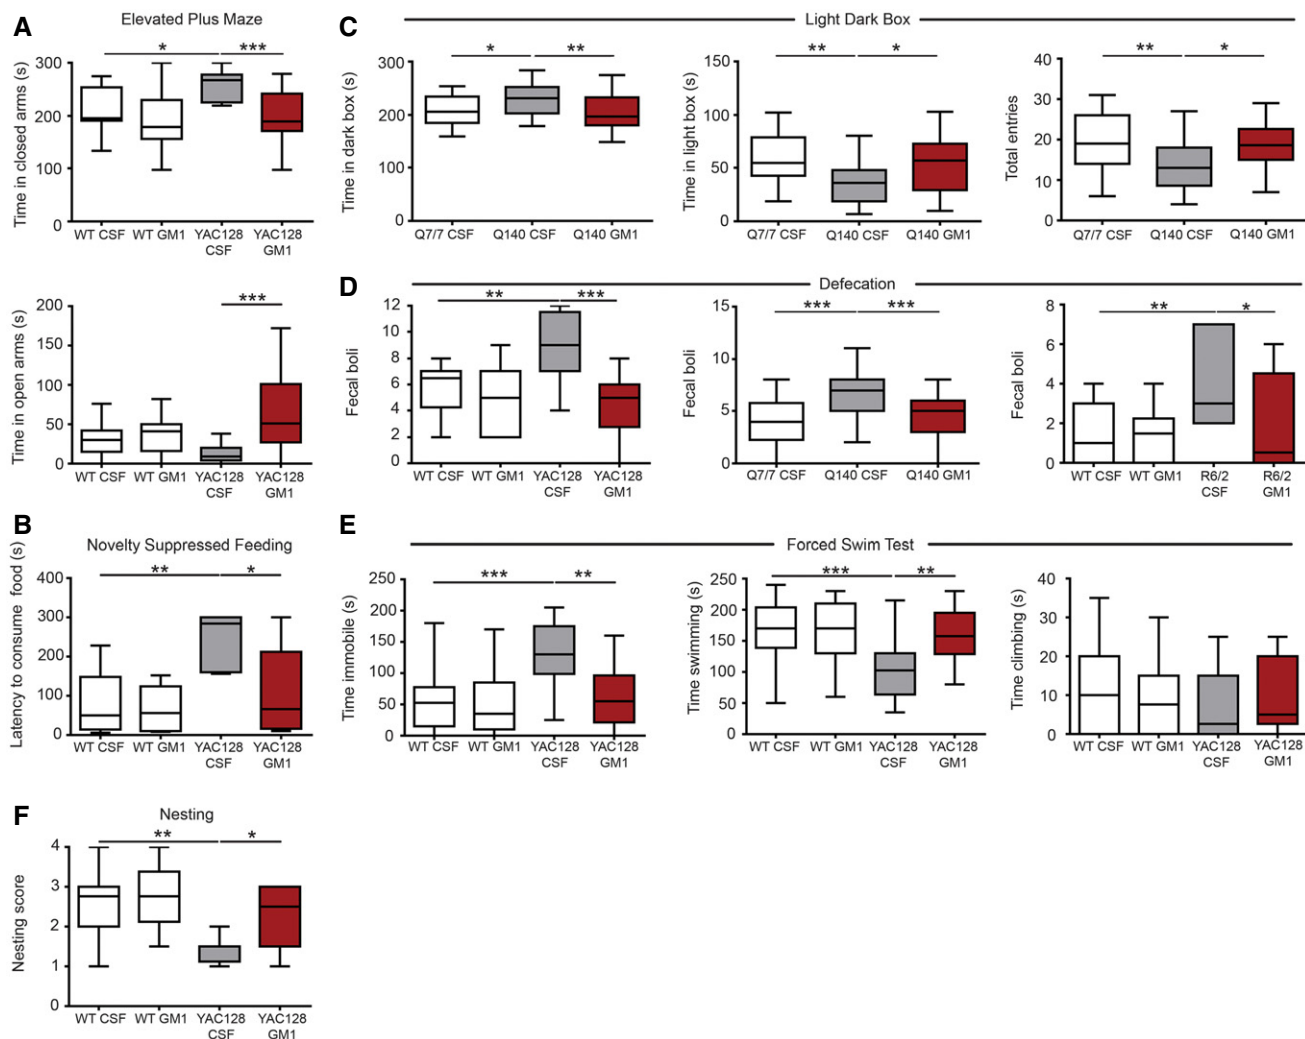 A
Elevated Plus Maze
* ***
Time in closed arms (s)
300
200
100
0
WT CSF WT GM1 YAC128 CSF YAC128 GM1
***
Time in open arms (s)
200
150
100
50
0
WT CSF WT GM1 YAC128 CSF YAC128 GM1
B
Novelty Suppressed Feeding
** *
Latency to consume food (s)
400
300
200
100
0
WT CSF WT GM1 YAC128 CSF YAC128 GM1
C
Light Dark Box
* **
Time in dark box (s)
300
200
100
0
Q7/7 CSF Q140 CSF Q140 GM1
** *
Time in light box (s)
150
100
50
0
Q7/7 CSF Q140 CSF Q140 GM1
** *
Total entries
40
30
20
10
0
Q7/7 CSF Q140 CSF Q140 GM1
D
Defecation
** ***
Fecal boli
12
10
8
6
4
2
0
WT CSF WT GM1 YAC128 CSF YAC128 GM1
*** ***
Fecal boli
15
10
5
0
Q7/7 CSF Q140 CSF Q140 GM1
** *
Fecal boli
8
6
4
2
0
WT CSF WT GM1 R6/2 CSF R6/2 GM1
E
Forced Swim Test
*** **
Time immobile (s)
250
200
150
100
50
0
WT CSF WT GM1 YAC128 CSF YAC128 GM1
*** **
Time swimming (s)
250
200
150
100
50
0
WT CSF WT GM1 YAC128 CSF YAC128 GM1
Time climbing (s)
40
30
20
10
0
WT CSF WT GM1 YAC128 CSF YAC128 GM1
F
Nesting
** *
Nesting score
4
3
2
1
0
WT CSF WT GM1 YAC128 CSF YAC128 GM1